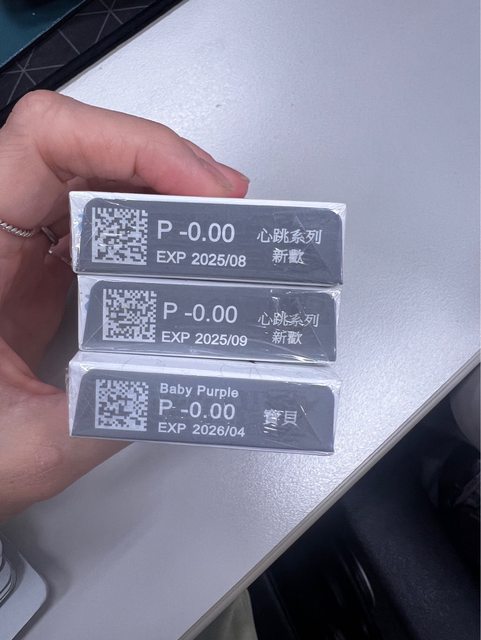 P -0.00
EXP 2025/08
心跳系列
新歡
P -0.00
EXP 2025/09
心跳系列
新歡
Baby Purple
P -0.00
EXP 2026/04
寶貝